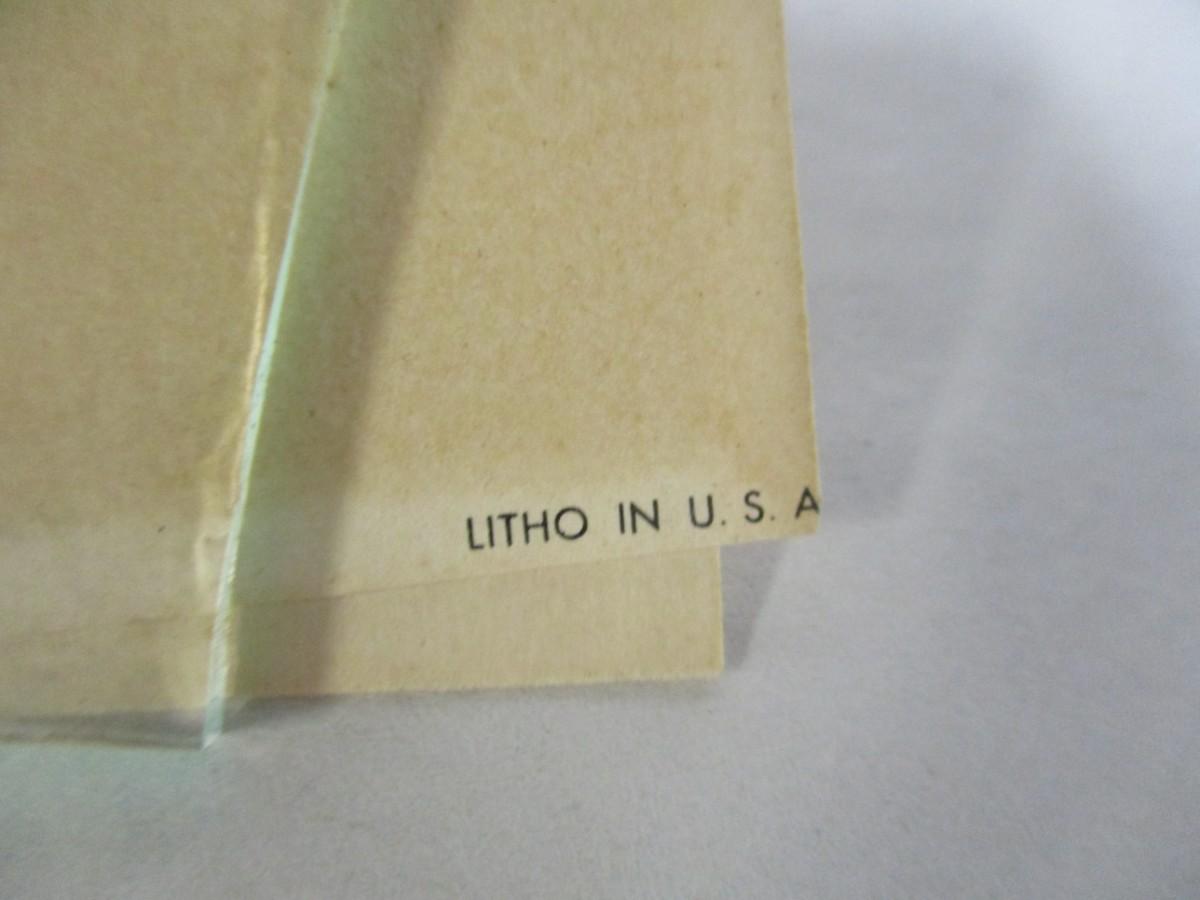 LITHO IN U. S. A